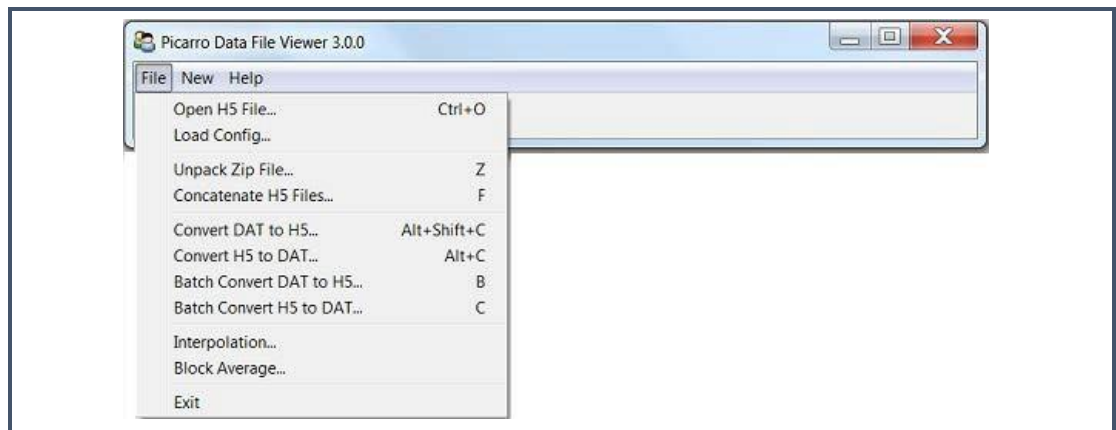 Picarro Data File Viewer 3.0.0
File New Help
Open H5 File... Ctrl+O
Load Config...
Unpack Zip File... Z
Concatenate H5 Files... F
Convert DAT to H5... Alt+Shift+C
Convert H5 to DAT... Alt+C
Batch Convert DAT to H5... B
Batch Convert H5 to DAT... C
Interpolation...
Block Average...
Exit